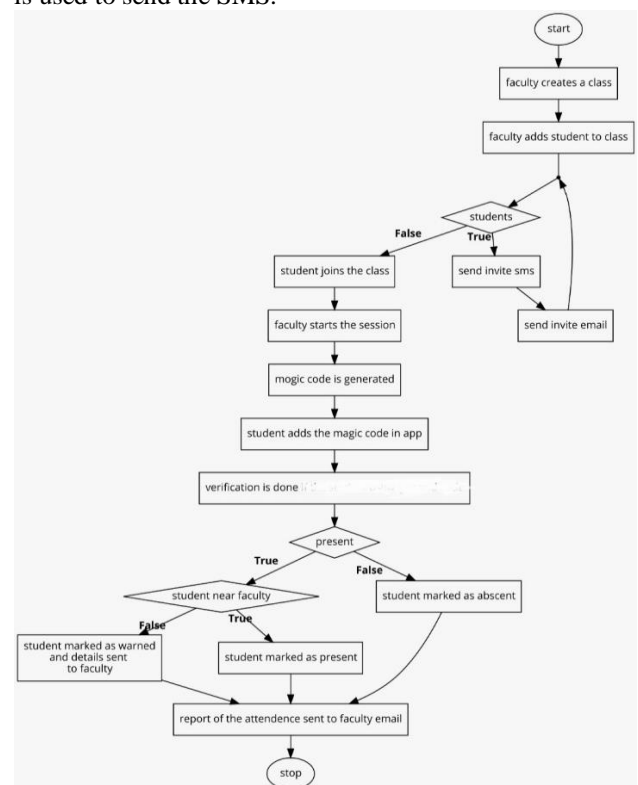 is used to send the SMS.
start
faculty creates a class
faculty adds student to class
students
False
True
student joins the class
send invite sms
faculty starts the session
send invite email
mogic code is generated
student adds the magic code in app
verification is done
present
True
False
student near faculty
student marked as abscent
False
True
student marked as warned
and details sent
to faculty
student marked as present
report of the attendence sent to faculty email
stop